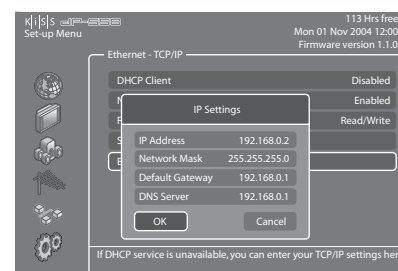 KiSS DP-558
113 Hrs free
Set-up Menu
Mon 01 Nov 2004 12:00
Firmware version 1.1.0
Ethernet - TCP/IP
DHCP Client Disabled
Enabled
Read/Write
IP Settings
IP Address 192.168.0.2
Network Mask 255.255.255.0
Default Gateway 192.168.0.1
DNS Server 192.168.0.1
OK Cancel
If DHCP service is unavailable, you can enter your TCP/IP settings her